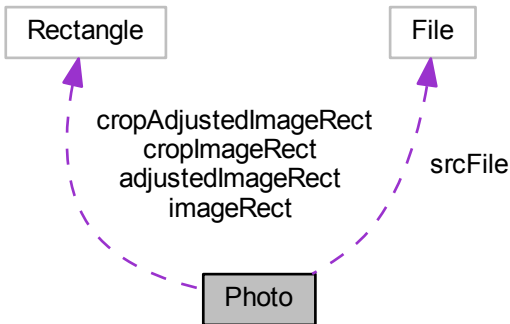 Rectangle
File
cropAdjustedImageRect
cropImageRect
adjustedImageRect
imageRect
srcFile
Photo